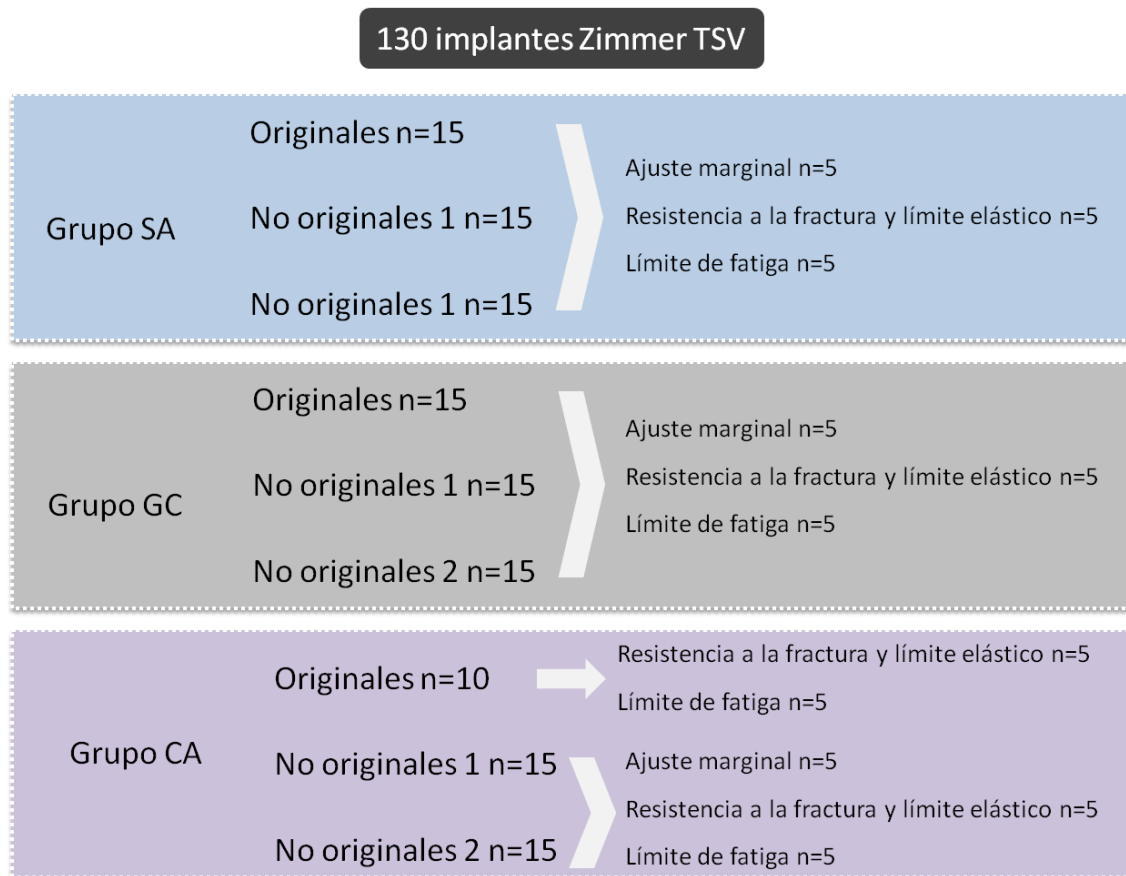 130 implantes Zimmer TSV
Grupo SA
Originales n=15
No originales 1 n=15
No originales 1 n=15
Ajuste marginal n=5
Resistencia a la fractura y límite elástico n=5
Límite de fatiga n=5
Grupo GC
Originales n=15
No originales 1 n=15
No originales 2 n=15
Ajuste marginal n=5
Resistencia a la fractura y límite elástico n=5
Límite de fatiga n=5
Grupo CA
Originales n=10
Resistencia a la fractura y límite elástico n=5
Límite de fatiga n=5
No originales 1 n=15
No originales 2 n=15
Ajuste marginal n=5
Resistencia a la fractura y límite elástico n=5
Límite de fatiga n=5